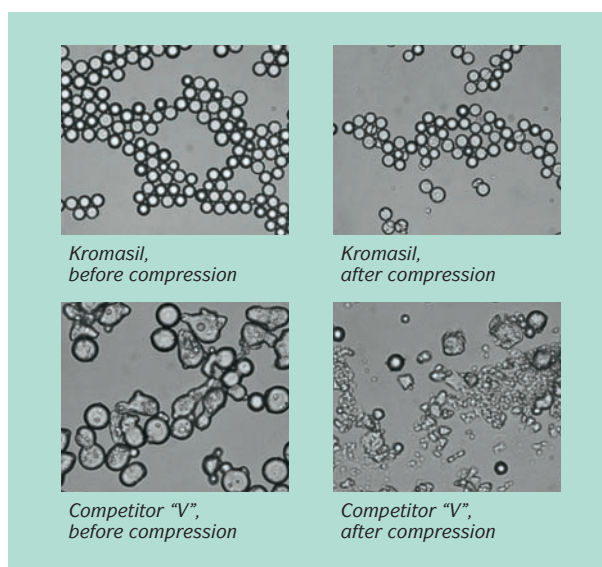 Kromasil,
before compression
Kromasil,
after compression
Competitor “V”,
before compression
Competitor “V”,
after compression